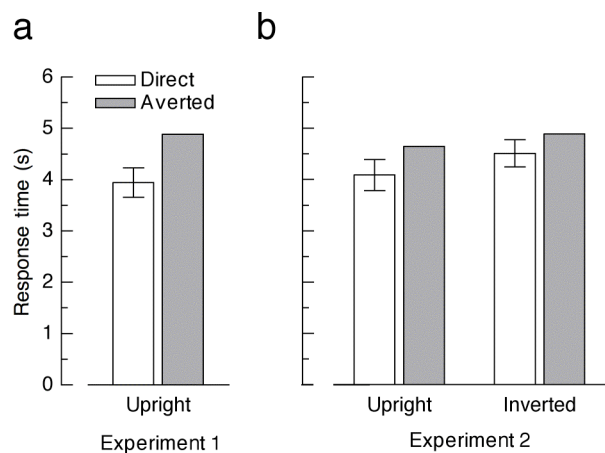 a
b
Direct
Averted
Response time (s)
6
5
4
3
2
1
0
Upright
Experiment 1
Upright
Inverted
Experiment 2